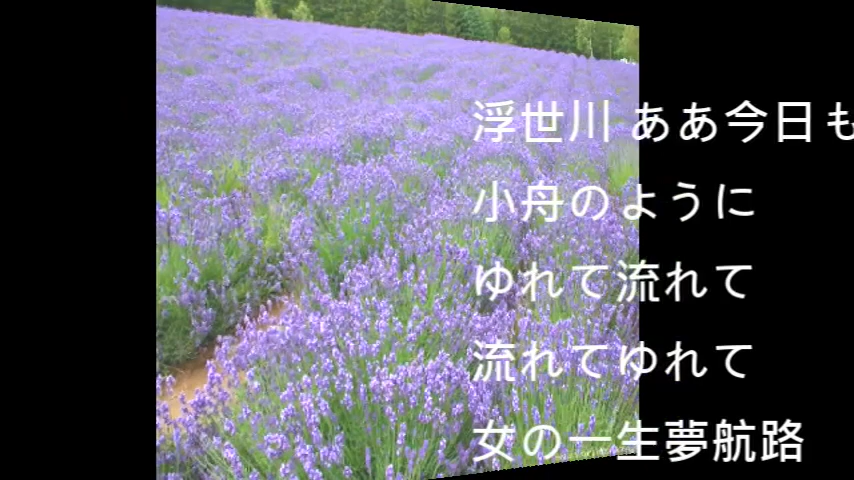 浮世川 ああ今日も
小舟のように
ゆれて流れて
流れてゆれて
女の一生夢航路